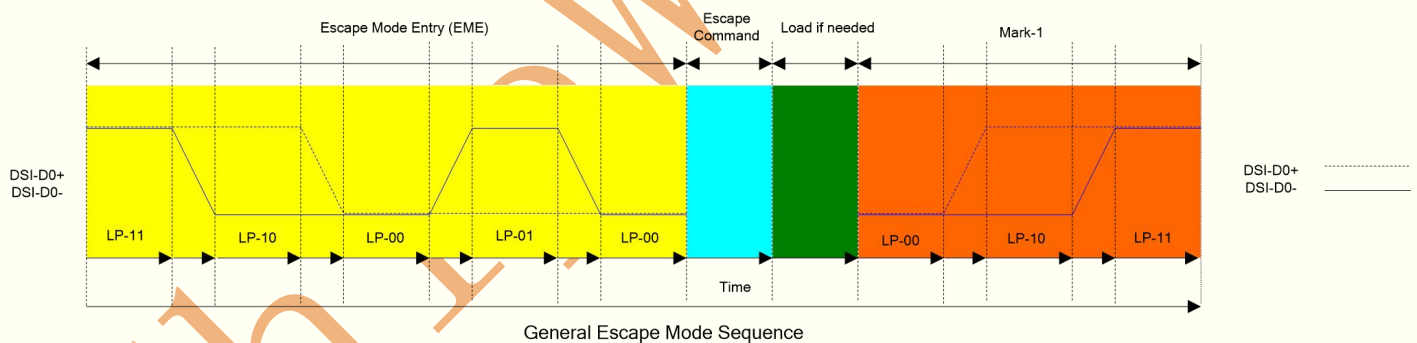 Escape Mode Entry (EME)
Escape
Command
Load if needed
Mark-1
DSI-D0+
DSI-D0-
LP-11
LP-10
LP-00
LP-01
LP-00
LP-00
LP-10
LP-11
DSI-D0+
DSI-D0-
Time
General Escape Mode Sequence